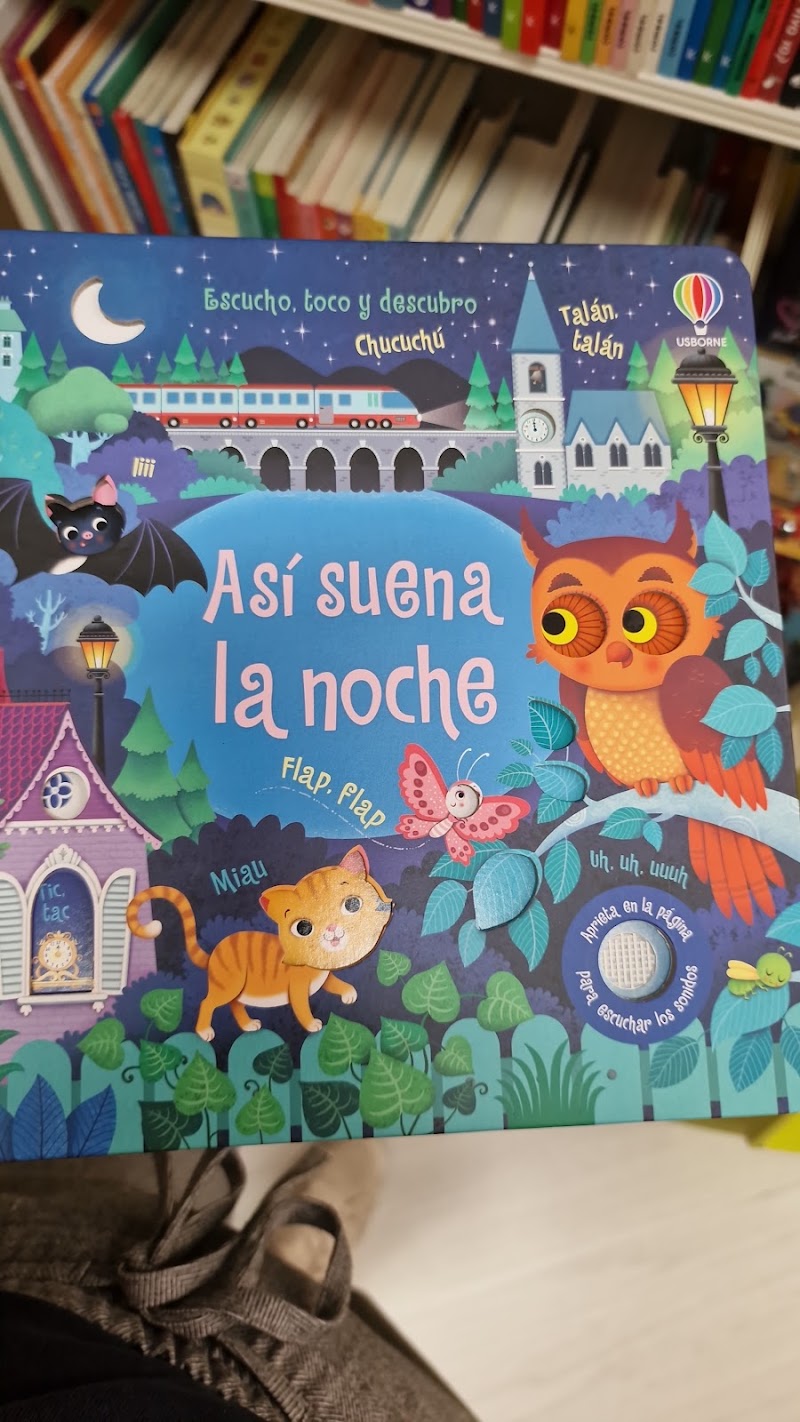 Escucho, toco y descubro
Chucuchú
Talán,
talán
USBORNE
Iiii
Así suena
la noche
Flap, flap
Miau
Uh, uh, uuuh
Tic,
tac
Aprieta en la página
para escuchar los sonidos